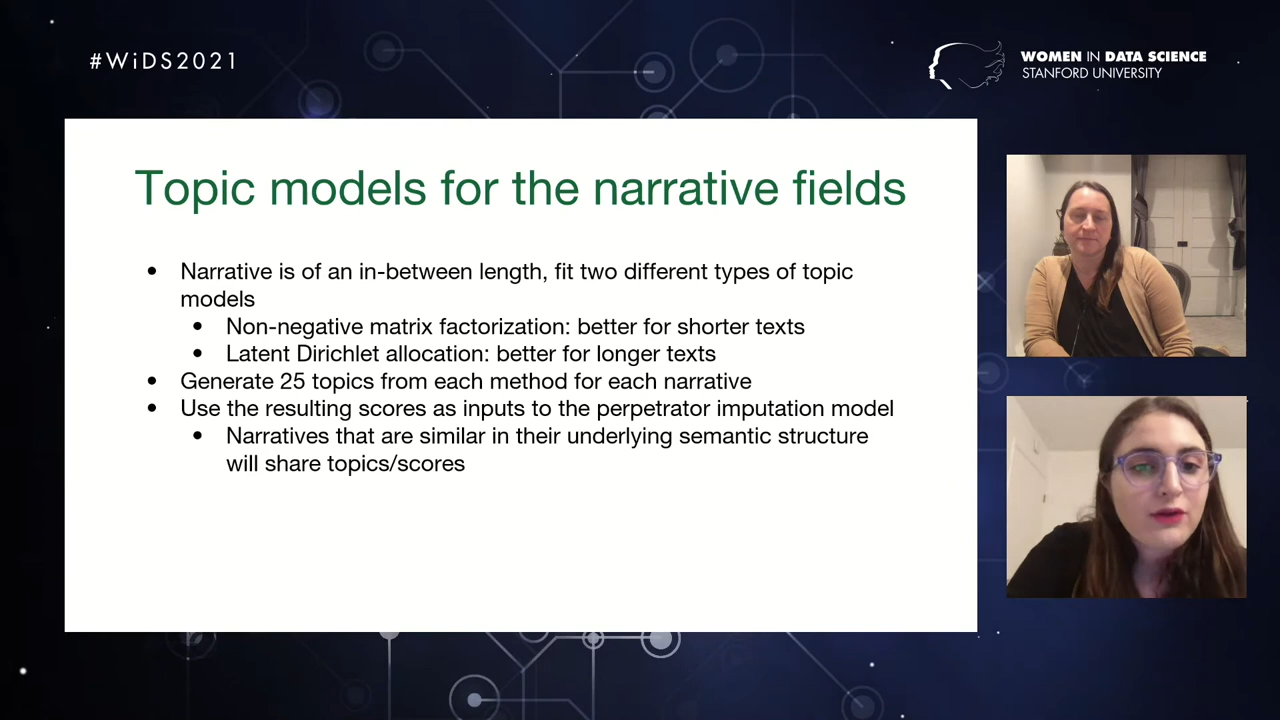 #WiDS2021
WOMEN IN DATA SCIENCE
STANFORD UNIVERSITY
Topic models for the narrative fields
• Narrative is of an in-between length, fit two different types of topic
models
• Non-negative matrix factorization: better for shorter texts
• Latent Dirichlet allocation: better for longer texts
• Generate 25 topics from each method for each narrative
• Use the resulting scores as inputs to the perpetrator imputation model
• Narratives that are similar in their underlying semantic structure
will share topics/scores